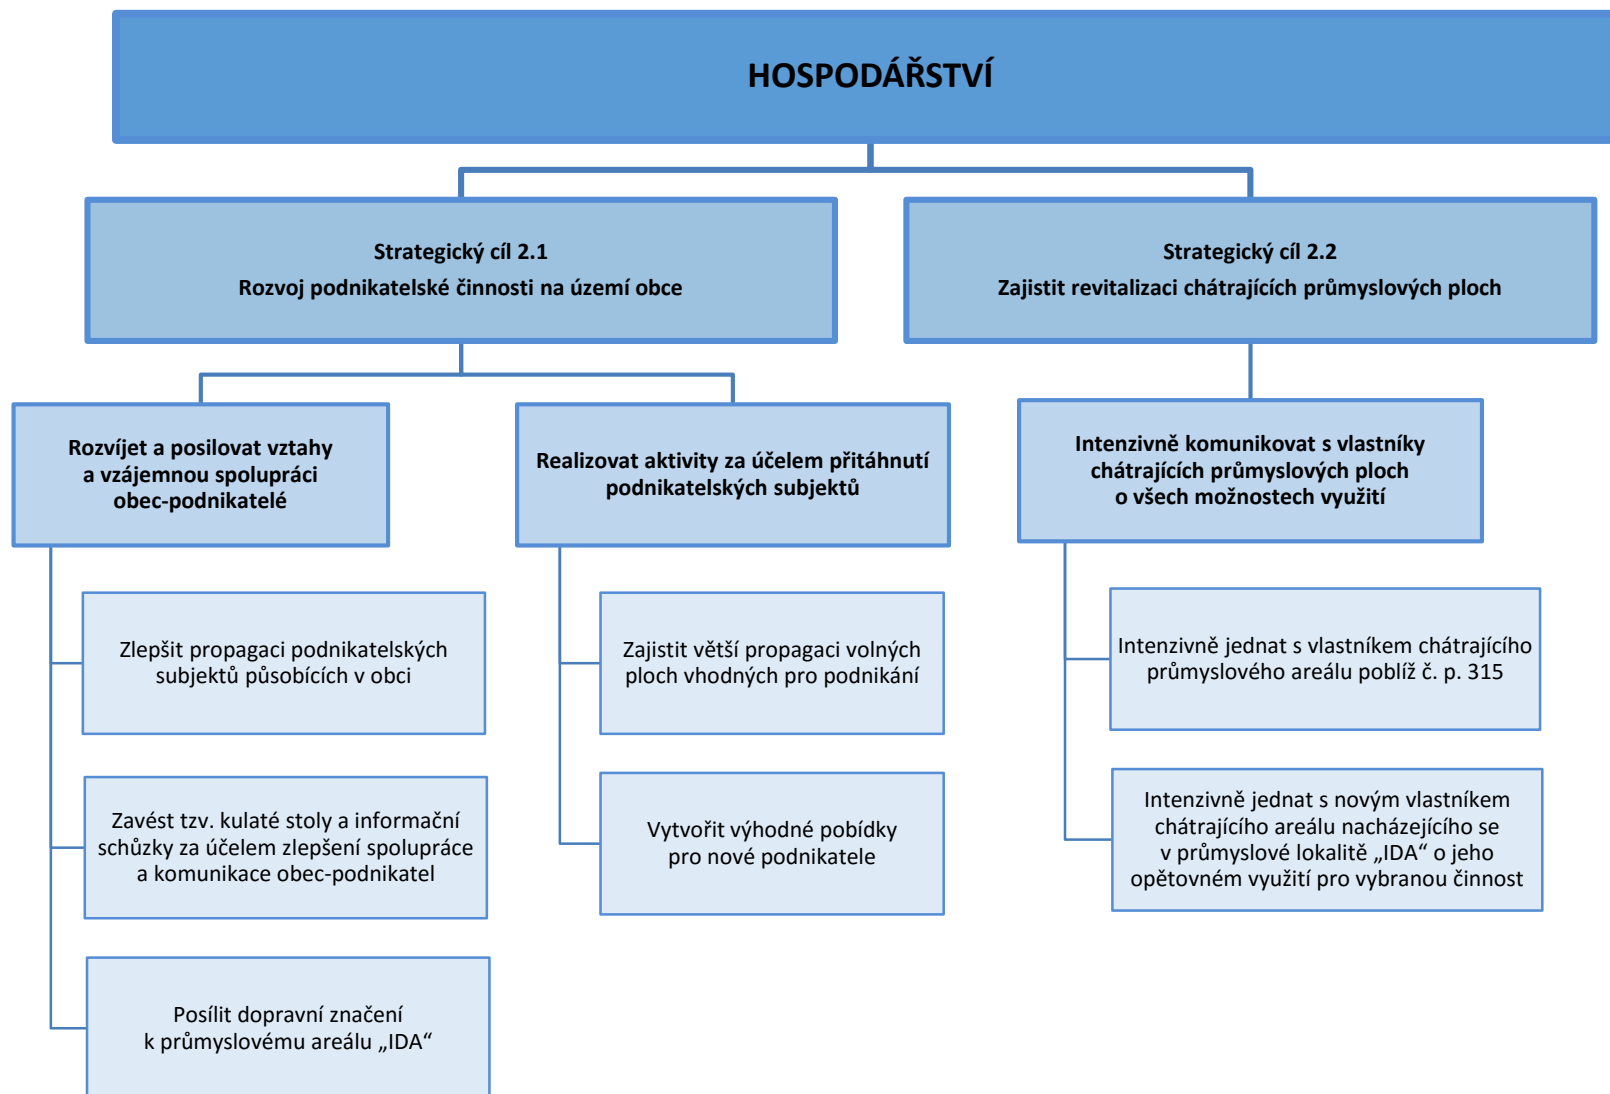 HOSPODÁŘSTVÍ
Strategický cíl 2.1
Rozvoj podnikatelské činnosti na území obce
Strategický cíl 2.2
Zajistit revitalizaci chátrajících průmyslových ploch
Rozvíjet a posilovat vztahy
a vzájemnou spolupráci
obec-podnikatelé
Realizovat aktivity za účelem přitáhnutí
podnikatelských subjektů
Intenzivně komunikovat s vlastníky
chátrajících průmyslových ploch
o všech možnostech využití
Zlepšit propagaci podnikatelských
subjektů působících v obci
Zajistit větší propagaci volných
ploch vhodných pro podnikání
Intenzivně jednat s vlastníkem chátrajícího
průmyslového areálu poblíž č. p. 315
Zavést tzv. kulaté stoly a informační
schůzky za účelem zlepšení spolupráce
a komunikace obec-podnikatel
Vytvořit výhodné pobídky
pro nové podnikatele
Intenzivně jednat s novým vlastníkem
chátrajícího areálu nacházejícího se
v průmyslové lokalitě „IDA“ o jeho
opětovném využití pro vybranou činnost
Posílit dopravní značení
k průmyslovému areálu „IDA“